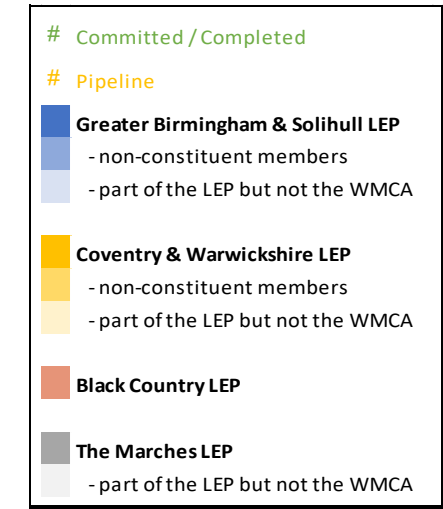 # Committed / Completed
# Pipeline
Greater Birmingham & Solihull LEP
- non-constituent members
- part of the LEP but not the WMCA
Coventry & Warwickshire LEP
- non-constituent members
- part of the LEP but not the WMCA
Black Country LEP
The Marches LEP
- part of the LEP but not the WMCA